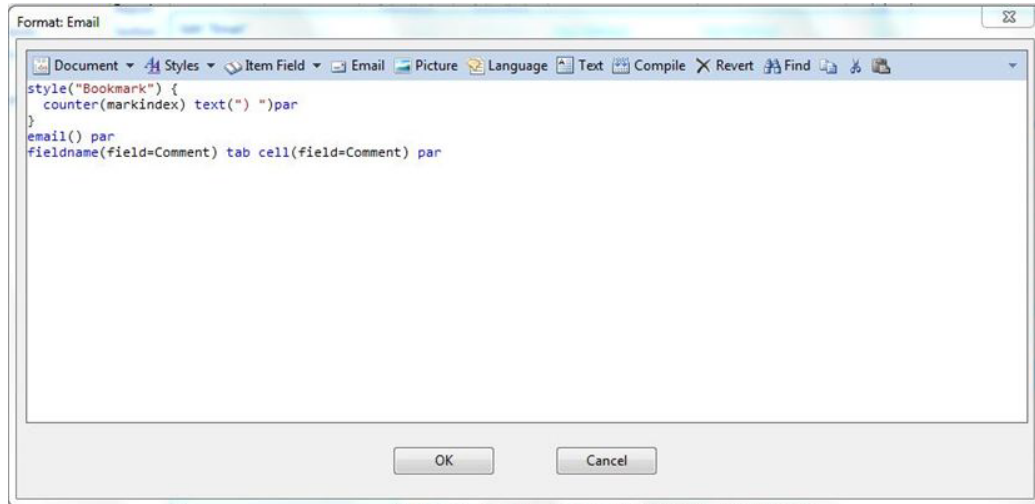 Format: Email
Document Styles Item Field Email Picture Language Text Compile Revert Find
style("Bookmark") {
  counter(markindex) text(") ")par
}
email() par
fieldname(field=Comment) tab cell(field=Comment) par
OK Cancel